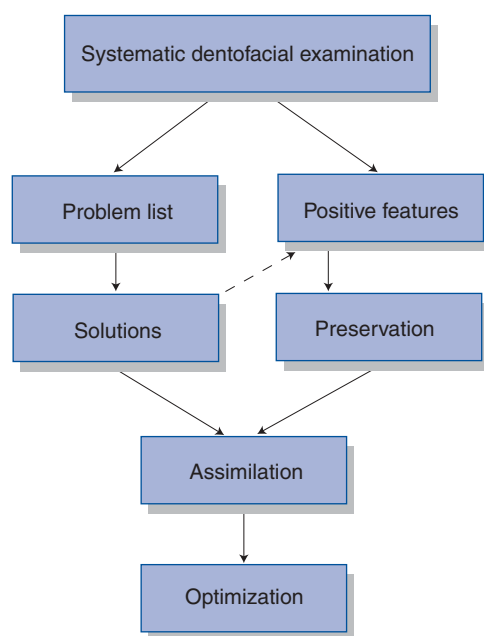 Systematic dentofacial examination
Problem list
Positive features
Solutions
Preservation
Assimilation
Optimization